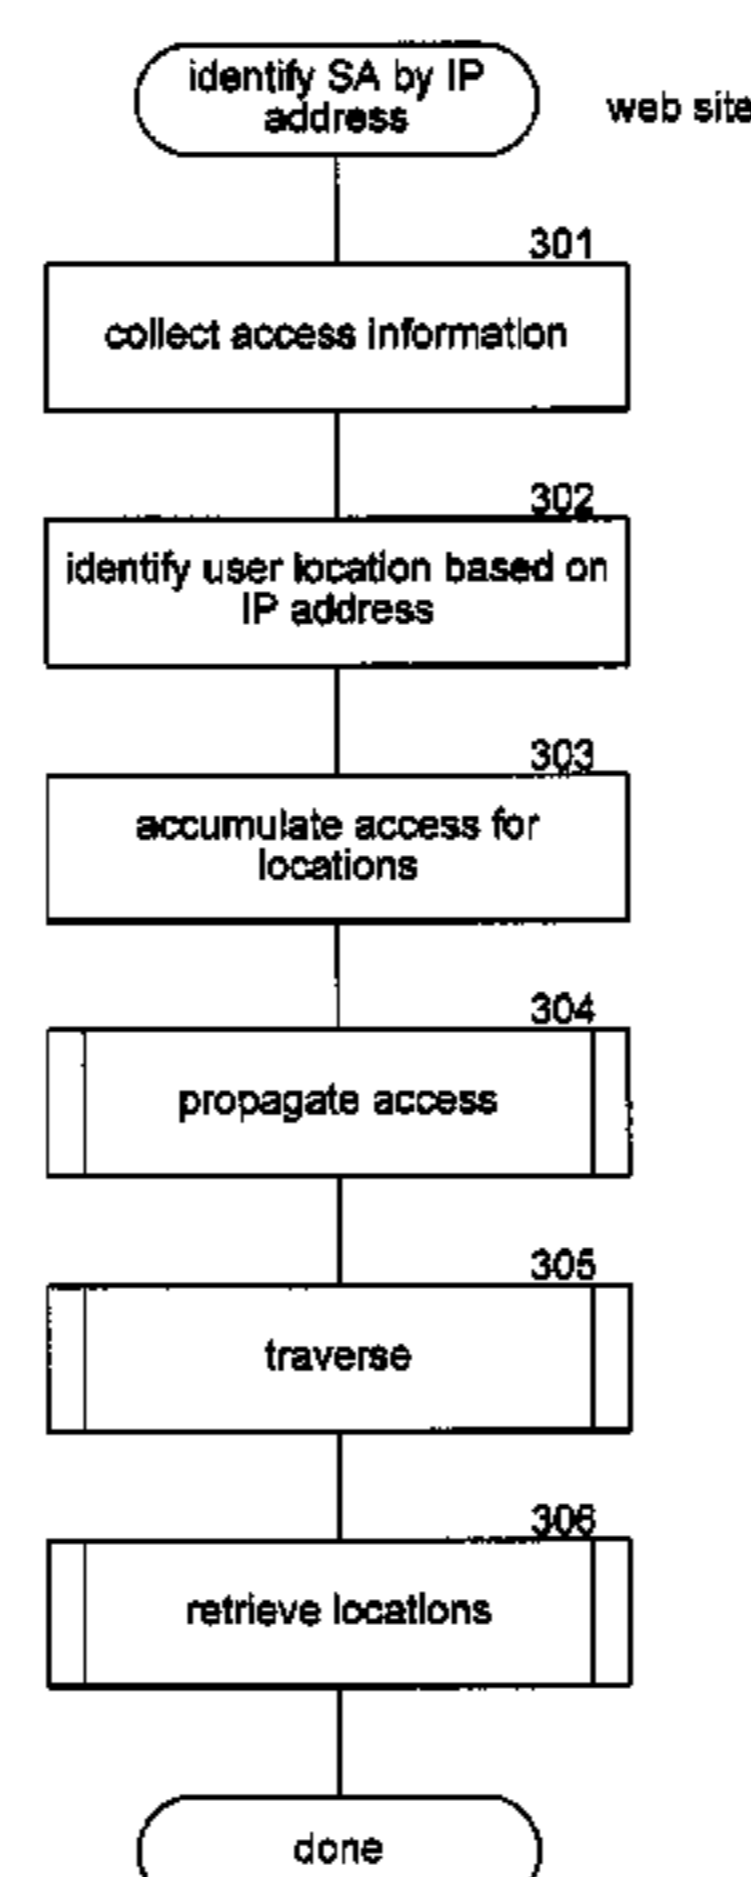 identify SA by IP
address
web site
301
collect access information
302
identify user location based on
IP address
303
accumulate access for
locations
304
propagate access
305
traverse
306
retrieve locations
done